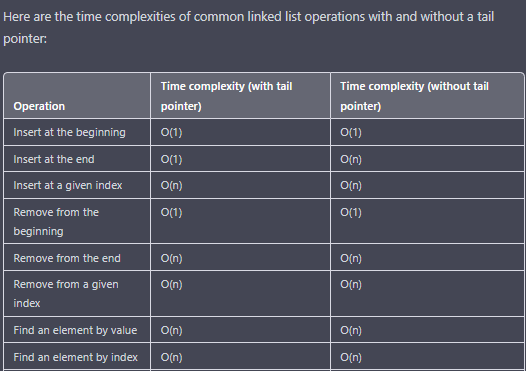 Here are the time complexities of common linked list operations with and without a tail
pointer:
Operation Time complexity (with tail pointer) Time complexity (without tail pointer)
Insert at the beginning O(1) O(1)
Insert at the end O(1) O(n)
Insert at a given index O(n) O(n)
Remove from the beginning O(1) O(1)
Remove from the end O(n) O(n)
Remove from a given index O(n) O(n)
Find an element by value O(n) O(n)
Find an element by index O(n) O(n)